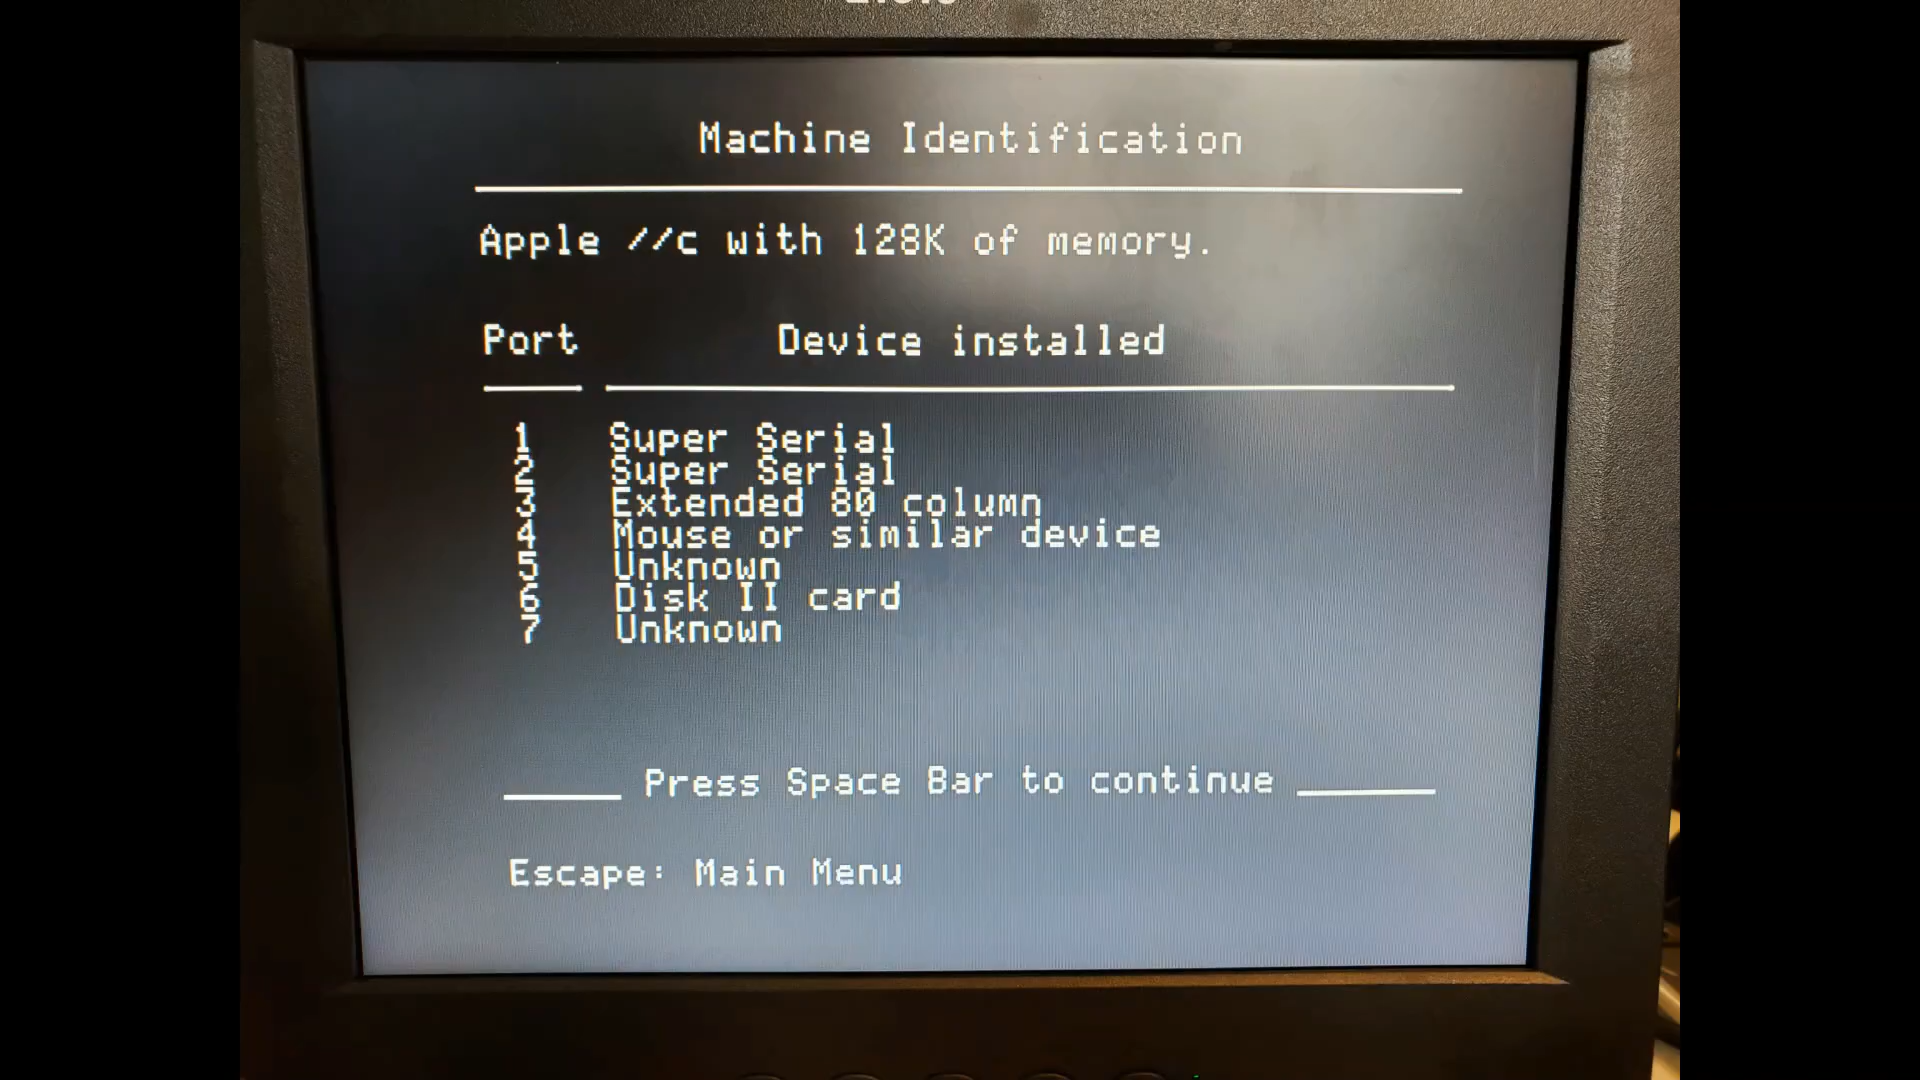 Machine Identification
Apple //c with 128K of memory.
Port Device installed
1 Super Serial
2 Super Serial
3 Extended 80 column
4 Mouse or similar device
5 Unknown
6 Disk II card
7 Unknown
Press Space Bar to continue
Escape: Main Menu